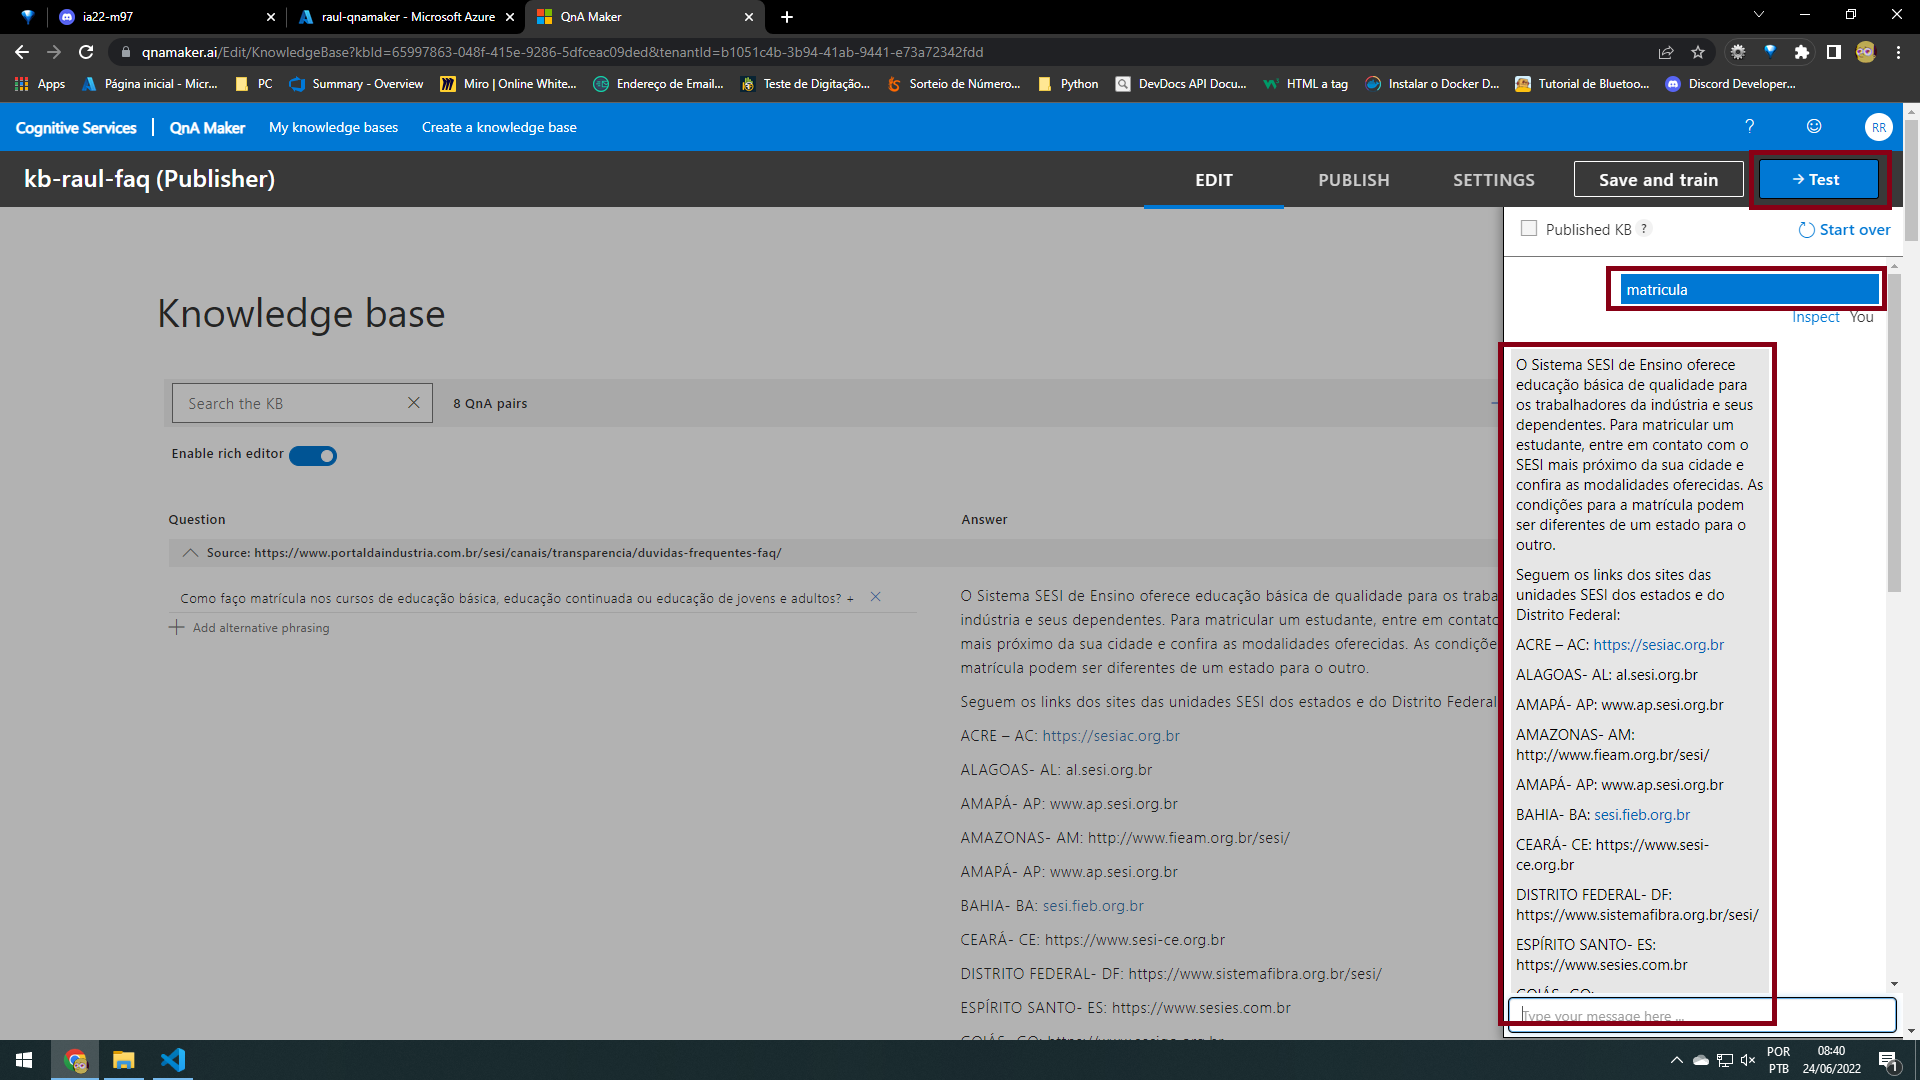 ia22-m97
raul-qnamaker - Microsoft Azure
QnA Maker
qnamaker.ai/Edit/KnowledgeBase?kbId=65997863-048f-415e-9286-5dfceac09ded&tenantId=b1051c4b-3b94-41ab-9441-e73a72342fdd
Apps
Página inicial - Micr...
PC
Summary - Overview
Miro | Online White...
Endereço de Email...
Teste de Digitação...
Sorteio de Número...
Python
DevDocs API Docu...
HTML a tag
Instalar o Docker D...
Tutorial de Bluetoo...
Discord Developer...
Cognitive Services
QnA Maker
My knowledge bases
Create a knowledge base
?
RR
kb-raul-faq (Publisher)
EDIT
PUBLISH
SETTINGS
Save and train
→ Test
Knowledge base
Search the KB
8 QnA pairs
Enable rich editor
Question
Answer
Source: https://www.portaldaindustria.com.br/sesi/canais/transparencia/duvidas-frequentes-faq/
Como faço matrícula nos cursos de educação básica, educação continuada ou educação de jovens e adultos? +
Add alternative phrasing
O Sistema SESI de Ensino oferece educação básica de qualidade para os traba
indústria e seus dependentes. Para matricular um estudante, entre em contato
mais próximo da sua cidade e confira as modalidades oferecidas. As condiçõe
matrícula podem ser diferentes de um estado para o outro.
Seguem os links dos sites das unidades SESI dos estados e do Distrito Federal
ACRE – AC: https://sesiac.org.br
ALAGOAS- AL: al.sesi.org.br
AMAPÁ- AP: www.ap.sesi.org.br
AMAZONAS- AM: http://www.fieam.org.br/sesi/
AMAPÁ- AP: www.ap.sesi.org.br
BAHIA- BA: sesi.fieb.org.br
CEARÁ- CE: https://www.sesi-ce.org.br
DISTRITO FEDERAL- DF: https://www.sistemafibra.org.br/sesi/
ESPÍRITO SANTO- ES: https://www.sesies.com.br
Published KB ?
Start over
matricula
Inspect You
O Sistema SESI de Ensino oferece
educação básica de qualidade para
os trabalhadores da indústria e seus
dependentes. Para matricular um
estudante, entre em contato com o
SESI mais próximo da sua cidade e
confira as modalidades oferecidas. As
condições para a matrícula podem
ser diferentes de um estado para o
outro.
Seguem os links dos sites das
unidades SESI dos estados e do
Distrito Federal:
ACRE – AC: https://sesiac.org.br
ALAGOAS- AL: al.sesi.org.br
AMAPÁ- AP: www.ap.sesi.org.br
AMAZONAS- AM:
http://www.fieam.org.br/sesi/
AMAPÁ- AP: www.ap.sesi.org.br
BAHIA- BA: sesi.fieb.org.br
CEARÁ- CE: https://www.sesi-
ce.org.br
DISTRITO FEDERAL- DF:
https://www.sistemafibra.org.br/sesi/
ESPÍRITO SANTO- ES:
https://www.sesies.com.br
GOIÁS- GO:
Type your message here ...
POR
PTB
08:40
24/06/2022
1